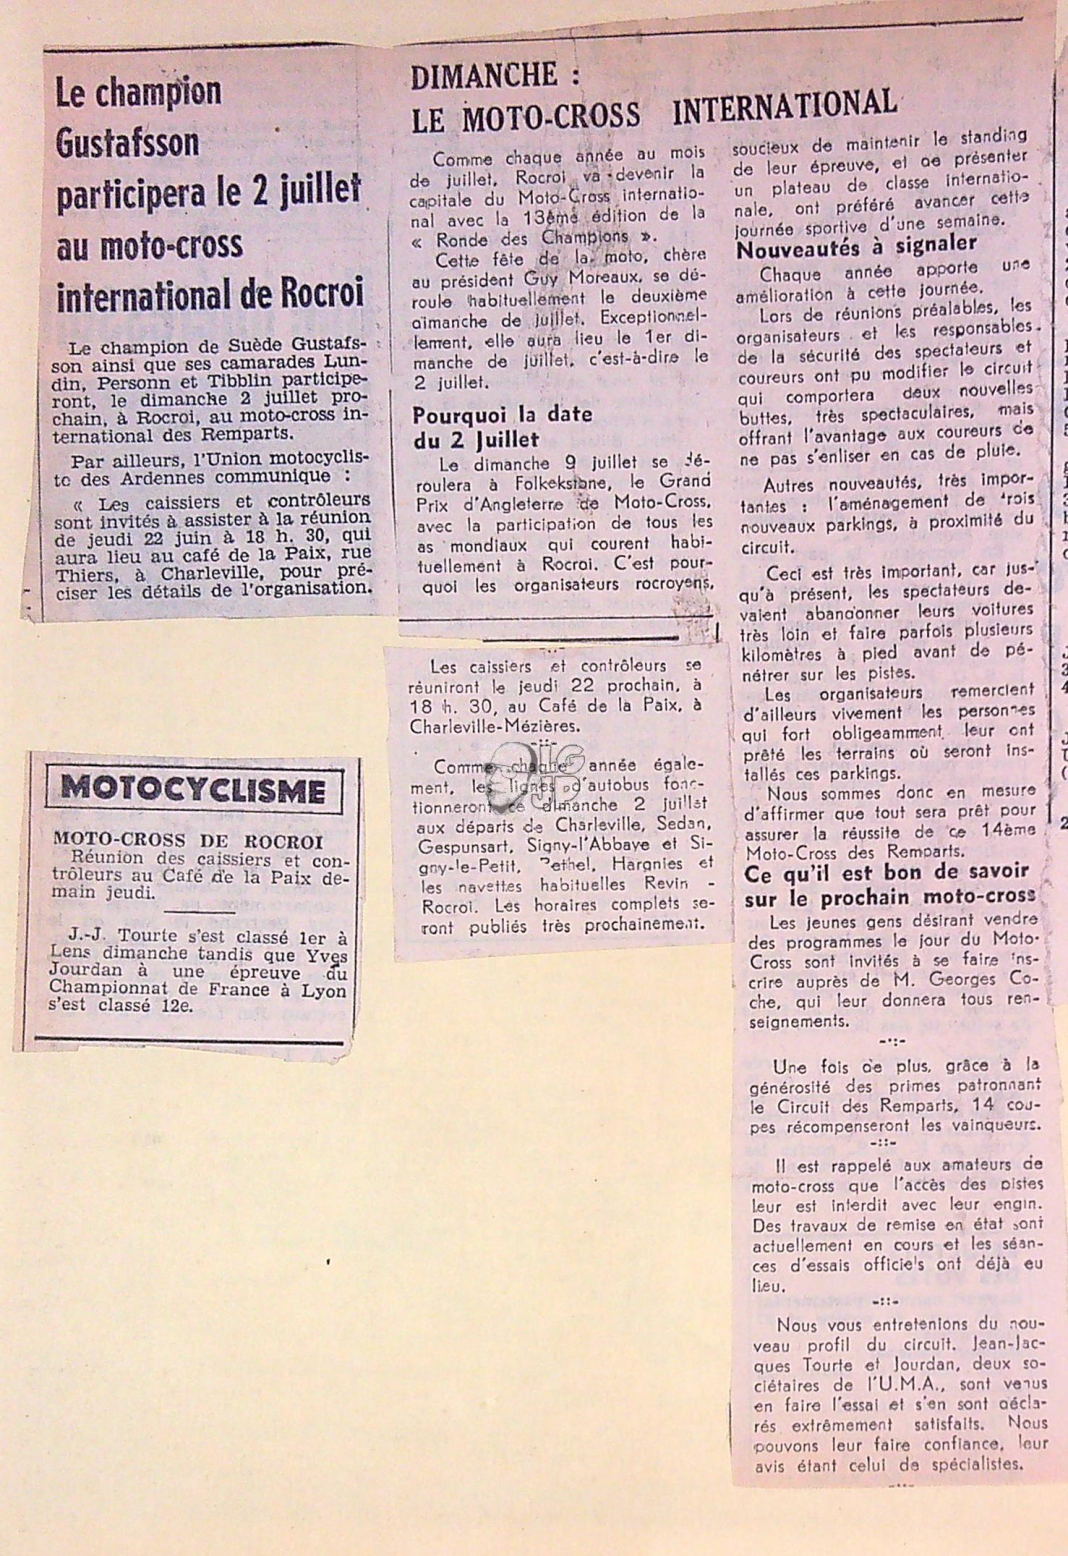 Le champion
Gustafsson
participera le 2 juillet
au moto-cross
international de Rocroi
Le champion de Suède Gustafs-
son ainsi que ses camarades Lun-
din, Personn et Tibblin participe-
ront, le dimanche 2 juillet pro-
chain, à Rocroi, au moto-cross in-
ternational des Remparts.
Par ailleurs, l'Union motocyclis-
te des Ardennes communique :
« Les caissiers et contrôleurs
sont invités à assister à la réunion
de jeudi 22 juin à 18 h. 30, qui
aura lieu au café de la Paix, rue
Thiers, à Charleville, pour pré-
ciser les détails de l'organisation.
MOTOCYCLISME
MOTO-CROSS DE ROCROI
Réunion des caissiers et con-
trôleurs au Café de la Paix de-
main jeudi.
J.-J. Tourte s'est classé 1er à
Lens dimanche tandis que Yves
Jourdan à une épreuve du
Championnat de France à Lyon
s'est classé 12e.
DIMANCHE :
LE MOTO-CROSS INTERNATIONAL
Comme chaque année au mois
de juillet, Rocroi va devenir la
capitale du Moto-Cross internatio-
nal avec la 13ème édition de la
« Ronde des Champions ».
Cette fête de la moto, chère
au président Guy Moreaux, se dé-
roule habituellement le deuxième
dimanche de juillet. Exceptionnel-
lement, elle aura lieu le 1er di-
manche de juillet, c'est-à-dire le
2 juillet.
Pourquoi la date
du 2 Juillet
Le dimanche 9 juillet se dé-
roulera à Folkekstone, le Grand
Prix d'Angleterre de Moto-Cross,
avec la participation de tous les
as mondiaux qui courent habi-
tuellement à Rocroi. C'est pour-
quoi les organisateurs rocroyens,
Les caissiers et contrôleurs se
réuniront le jeudi 22 prochain, à
18 h. 30, au Café de la Paix, à
Charleville-Mézières.
-::-
Comme chaque année égale-
ment, les lignes d'autobus fonc-
tionneront ce dimanche 2 juillet
aux départs de Charleville, Sedan,
Gespunsart, Signy-l'Abbaye et Si-
gny-le-Petit, Rethel, Hargnies et
les navettes habituelles Revin -
Rocroi. Les horaires complets se-
ront publiés très prochainement.
soucieux de maintenir le standing
de leur épreuve, et de présenter
un plateau de classe internatio-
nale, ont préféré avancer cette
journée sportive d'une semaine.
Nouveautés à signaler
Chaque année apporte une
amélioration à cette journée.
Lors de réunions préalables, les
organisateurs et les responsables
de la sécurité des spectateurs et
coureurs ont pu modifier le circuit
qui comportera deux nouvelles
buttes, très spectaculaires, mais
offrant l'avantage aux coureurs de
ne pas s'enliser en cas de pluie.
Autres nouveautés, très impor-
tantes : l'aménagement de trois
nouveaux parkings, à proximité du
circuit.
Ceci est très important, car jus-
qu'à présent, les spectateurs de-
vaient abandonner leurs voitures
très loin et faire parfois plusieurs
kilomètres à pied avant de pé-
nétrer sur les pistes.
Les organisateurs remercient
d'ailleurs vivement les personnes
qui fort obligeamment leur ont
prêté les terrains où seront ins-
tallés ces parkings.
Nous sommes donc en mesure
d'affirmer que tout sera prêt pour
assurer la réussite de ce 14ème
Moto-Cross des Remparts.
Ce qu'il est bon de savoir
sur le prochain moto-cross
Les jeunes gens désirant vendre
des programmes le jour du Moto-
Cross sont invités à se faire ins-
crire auprès de M. Georges Co-
che, qui leur donnera tous ren-
seignements.
-::-
Une fois de plus, grâce à la
générosité des primes patronnant
le Circuit des Remparts, 14 cou-
pes récompenseront les vainqueurs.
-::-
Il est rappelé aux amateurs de
moto-cross que l'accès des pistes
leur est interdit avec leur engin.
Des travaux de remise en état sont
actuellement en cours et les séan-
ces d'essais officiels ont déjà eu
lieu.
-::-
Nous vous entretenions du nou-
veau profil du circuit. Jean-Jac-
ques Tourte et Jourdan, deux so-
ciétaires de l'U.M.A., sont venus
en faire l'essai et s'en sont décla-
rés extrêmement satisfaits. Nous
pouvons leur faire confiance, leur
avis étant celui de spécialistes.
-::-